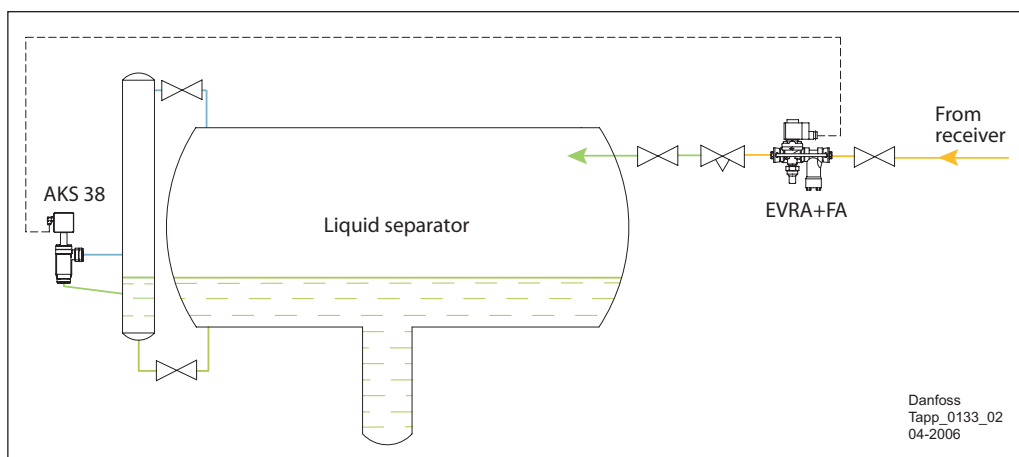 From
receiver
AKS 38
EVRA+FA
Liquid separator
Danfoss
Tapp_0133_02
04-2006